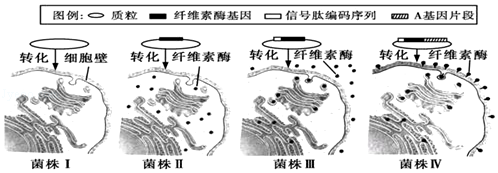 图例: 质粒 纤维素酶基因 信号肽编码序列 A基因片段
转化 细胞壁 转化 纤维素酶 转化 纤维素酶 转化 纤维素酶
菌株Ⅰ 菌株Ⅱ 菌株Ⅲ 菌株Ⅳ